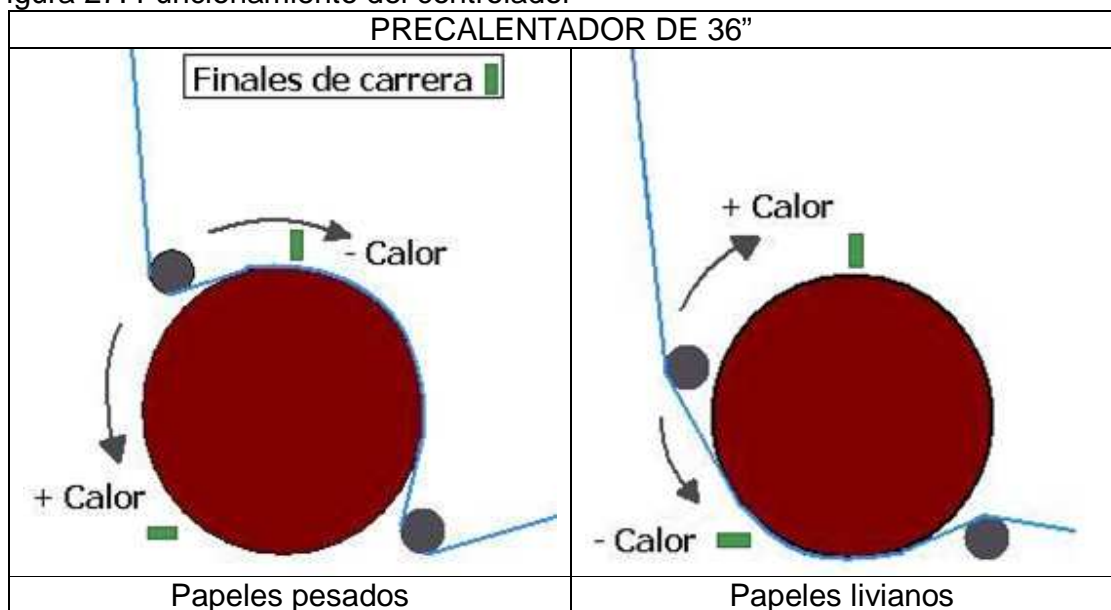 PRECALENTADOR DE 36”
Finales de carrera
- Calor
+ Calor
+ Calor
- Calor
Papeles pesados
Papeles livianos